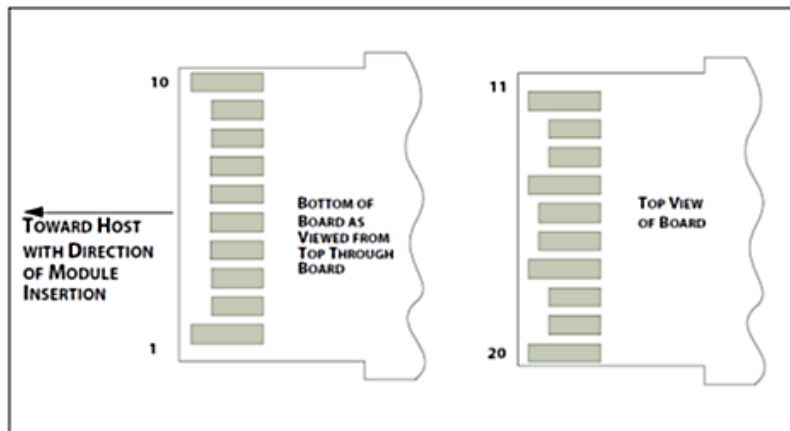 10
BOTTOM OF
BOARD AS
VIEWED FROM
TOP THROUGH
BOARD
TOWARD HOST
WITH DIRECTION
OF MODULE
INSERTION
1
11
TOP VIEW
OF BOARD
20